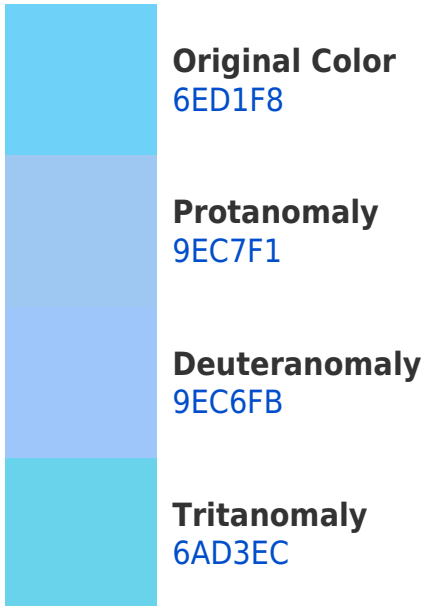 Original Color
6ED1F8
Protanomaly
9EC7F1
Deuteranomaly
9EC6FB
Tritanomaly
6AD3EC